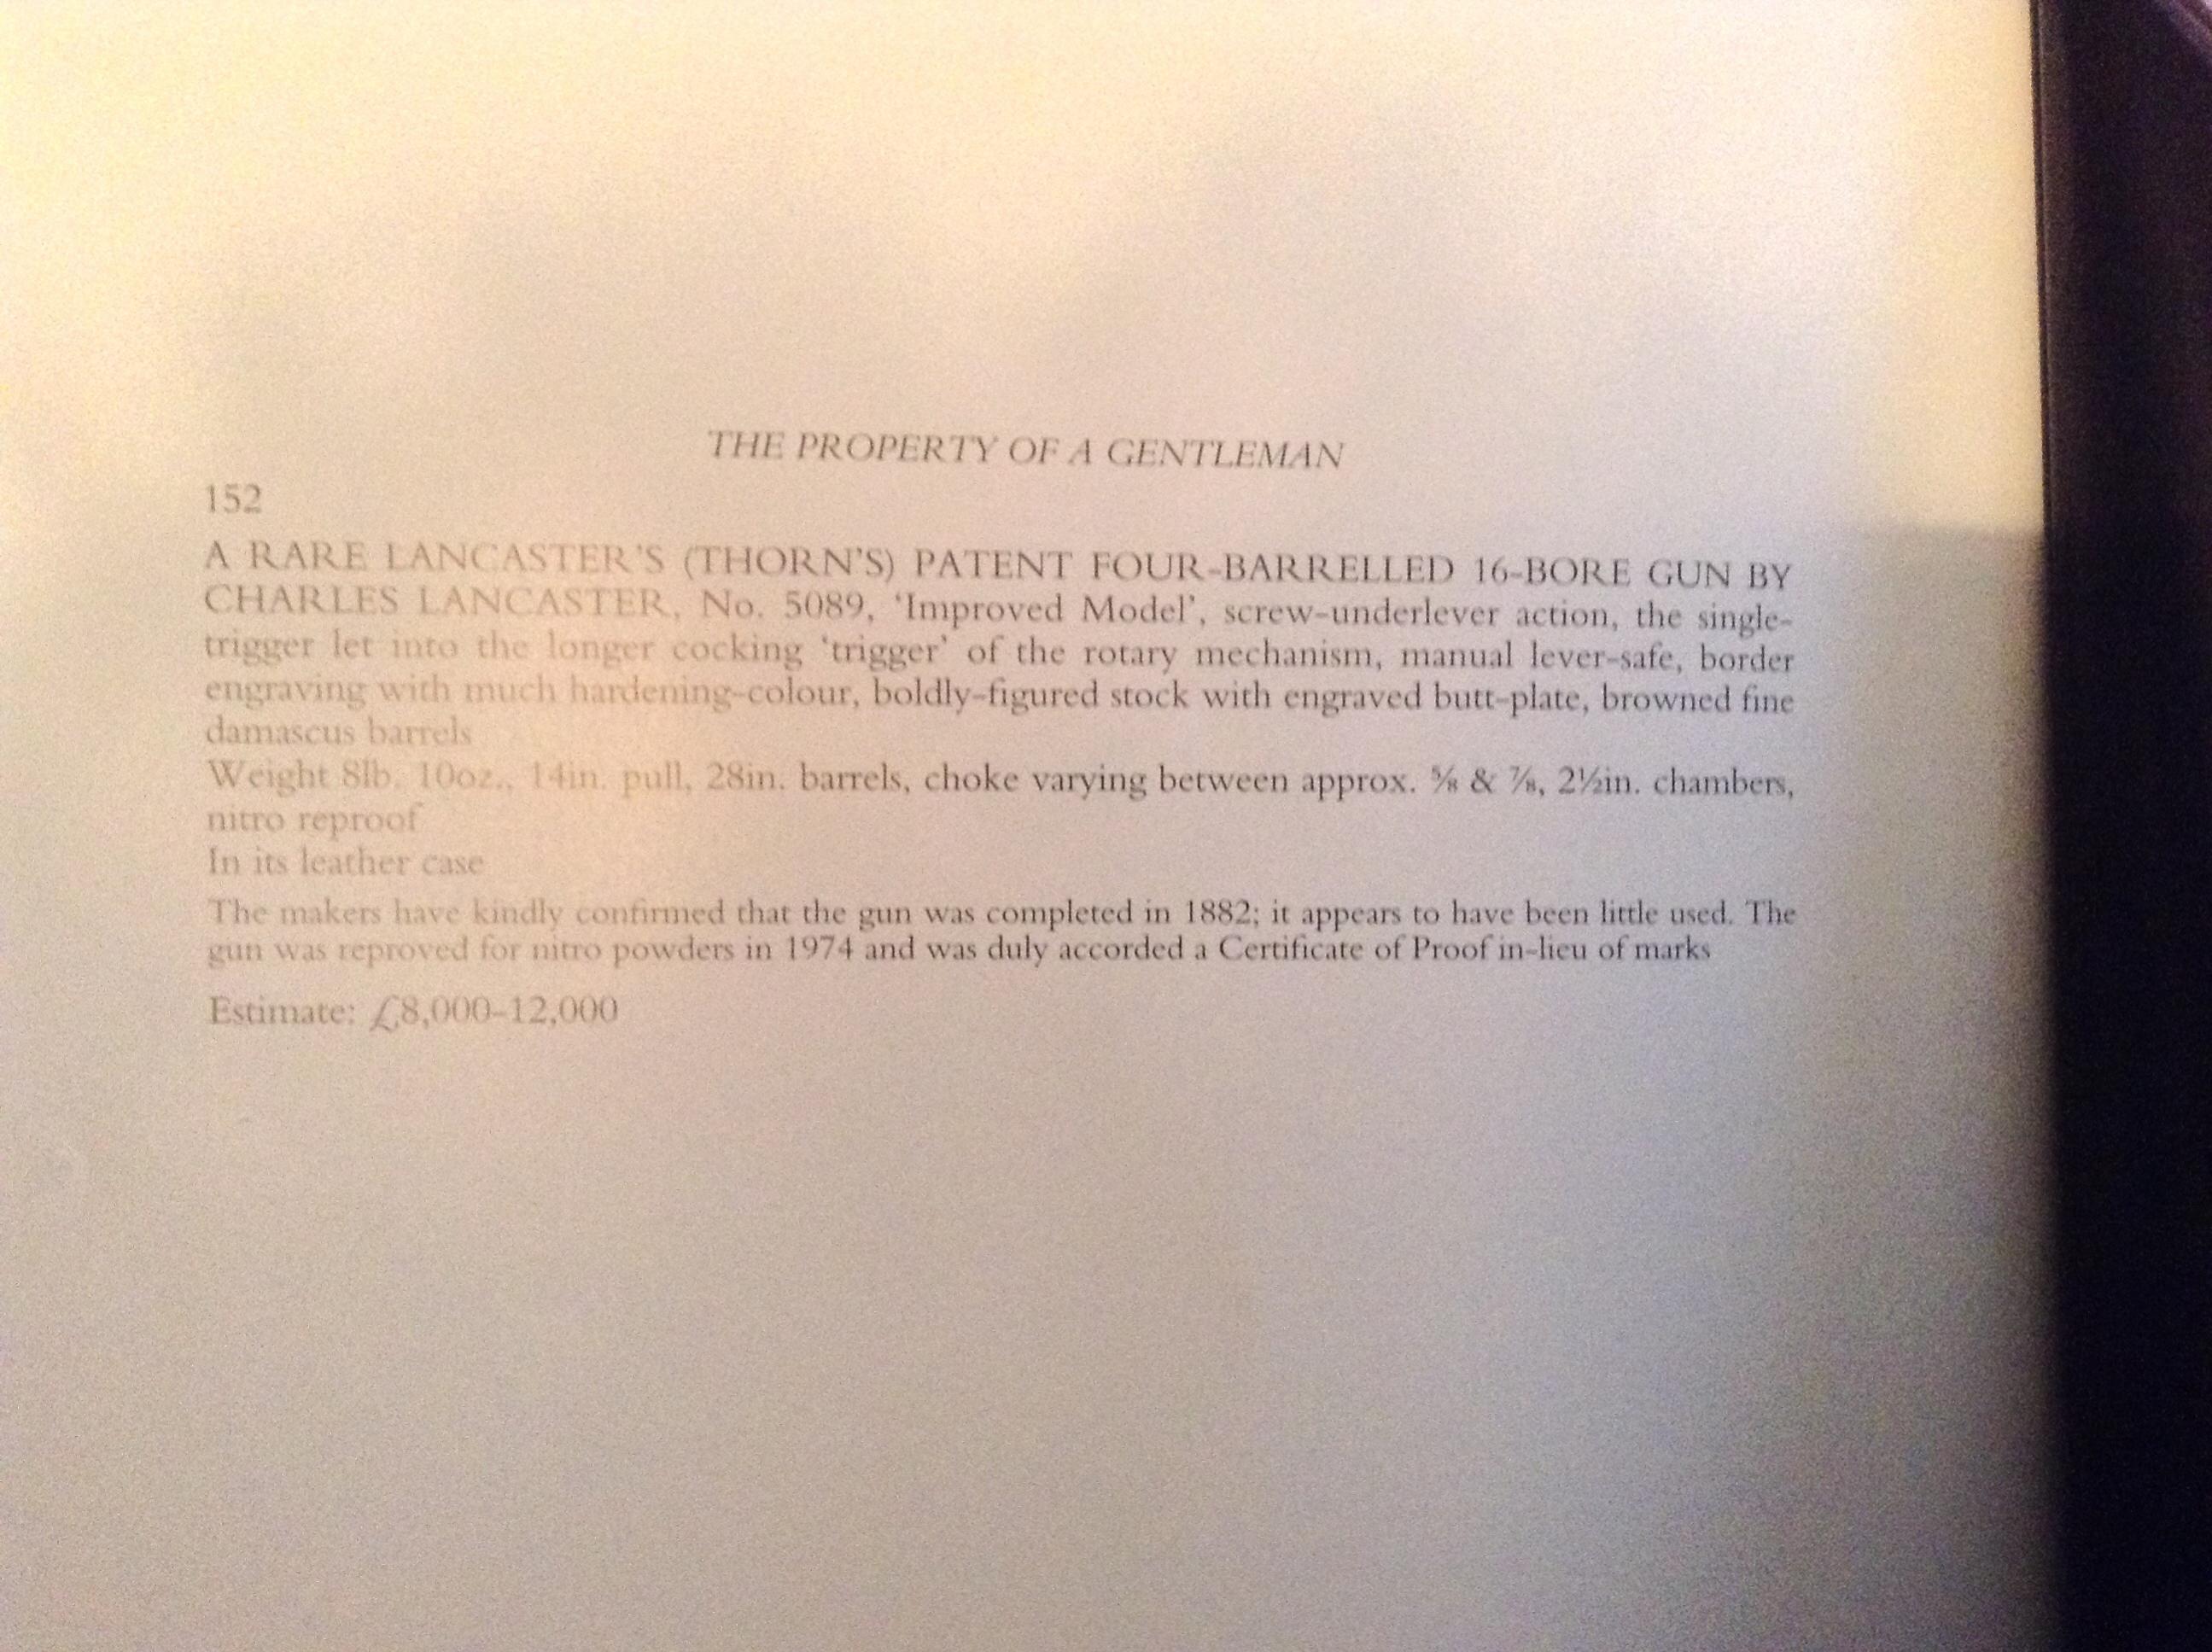 THE PROPERTY OF A GENTLEMAN
152
A RARE LANCASTER'S (THORN'S) PATENT FOUR-BARRELLED 16-BORE GUN BY
CHARLES LANCASTER, No. 5089, 'Improved Model', screw-underlever action, the single-
trigger let into the longer cocking 'trigger' of the rotary mechanism, manual lever-safe, border
engraving with much hardening-colour, boldly-figured stock with engraved butt-plate, browned fine
damascus barrels
Weight 8lb. 10oz., 14in. pull, 28in. barrels, choke varying between approx. ⅝ & ⅞, 2½in. chambers,
nitro reproof
In its leather case
The makers have kindly confirmed that the gun was completed in 1882; it appears to have been little used. The
gun was reproved for nitro powders in 1974 and was duly accorded a Certificate of Proof in-lieu of marks
Estimate: £8,000-12,000